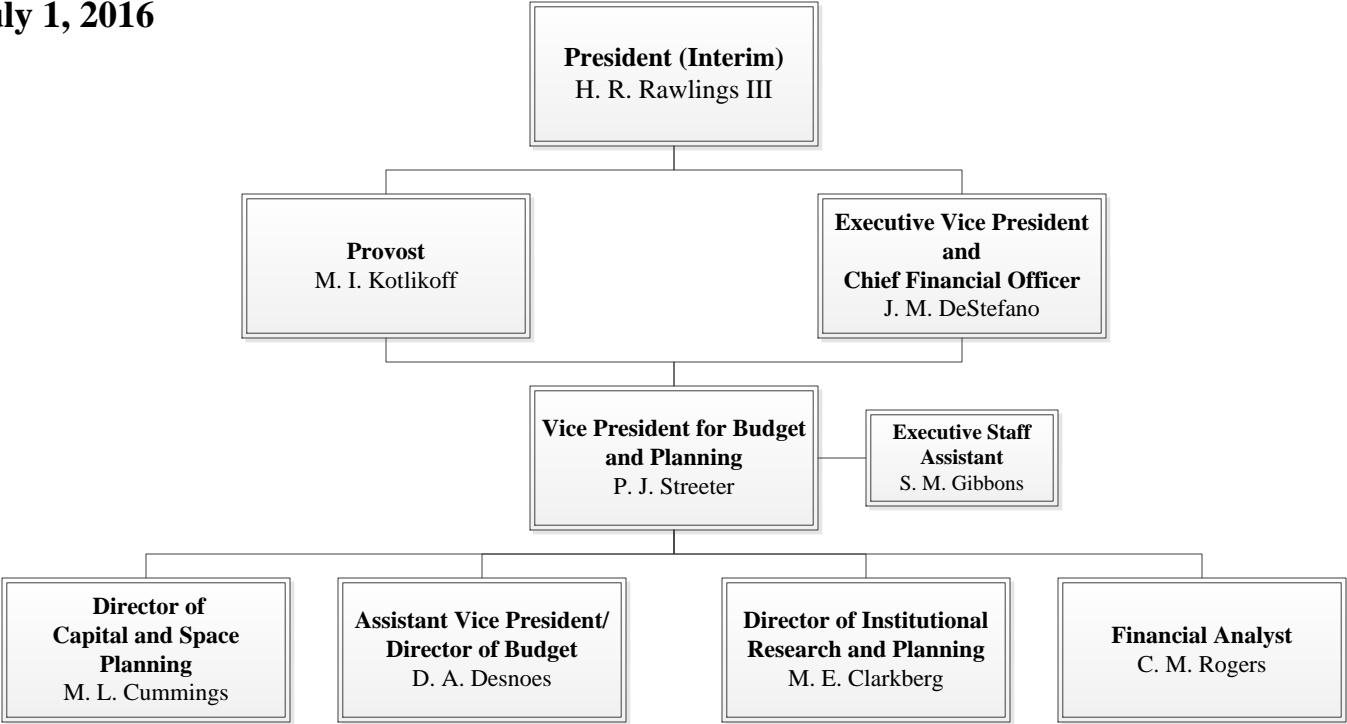 uly 1, 2016
President (Interim)
H. R. Rawlings III
Provost
M. I. Kotlikoff
Executive Vice President
and
Chief Financial Officer
J. M. DeStefano
Vice President for Budget
and Planning
P. J. Streeter
Executive Staff
Assistant
S. M. Gibbons
Director of
Capital and Space
Planning
M. L. Cummings
Assistant Vice President/
Director of Budget
D. A. Desnoes
Director of Institutional
Research and Planning
M. E. Clarkberg
Financial Analyst
C. M. Rogers